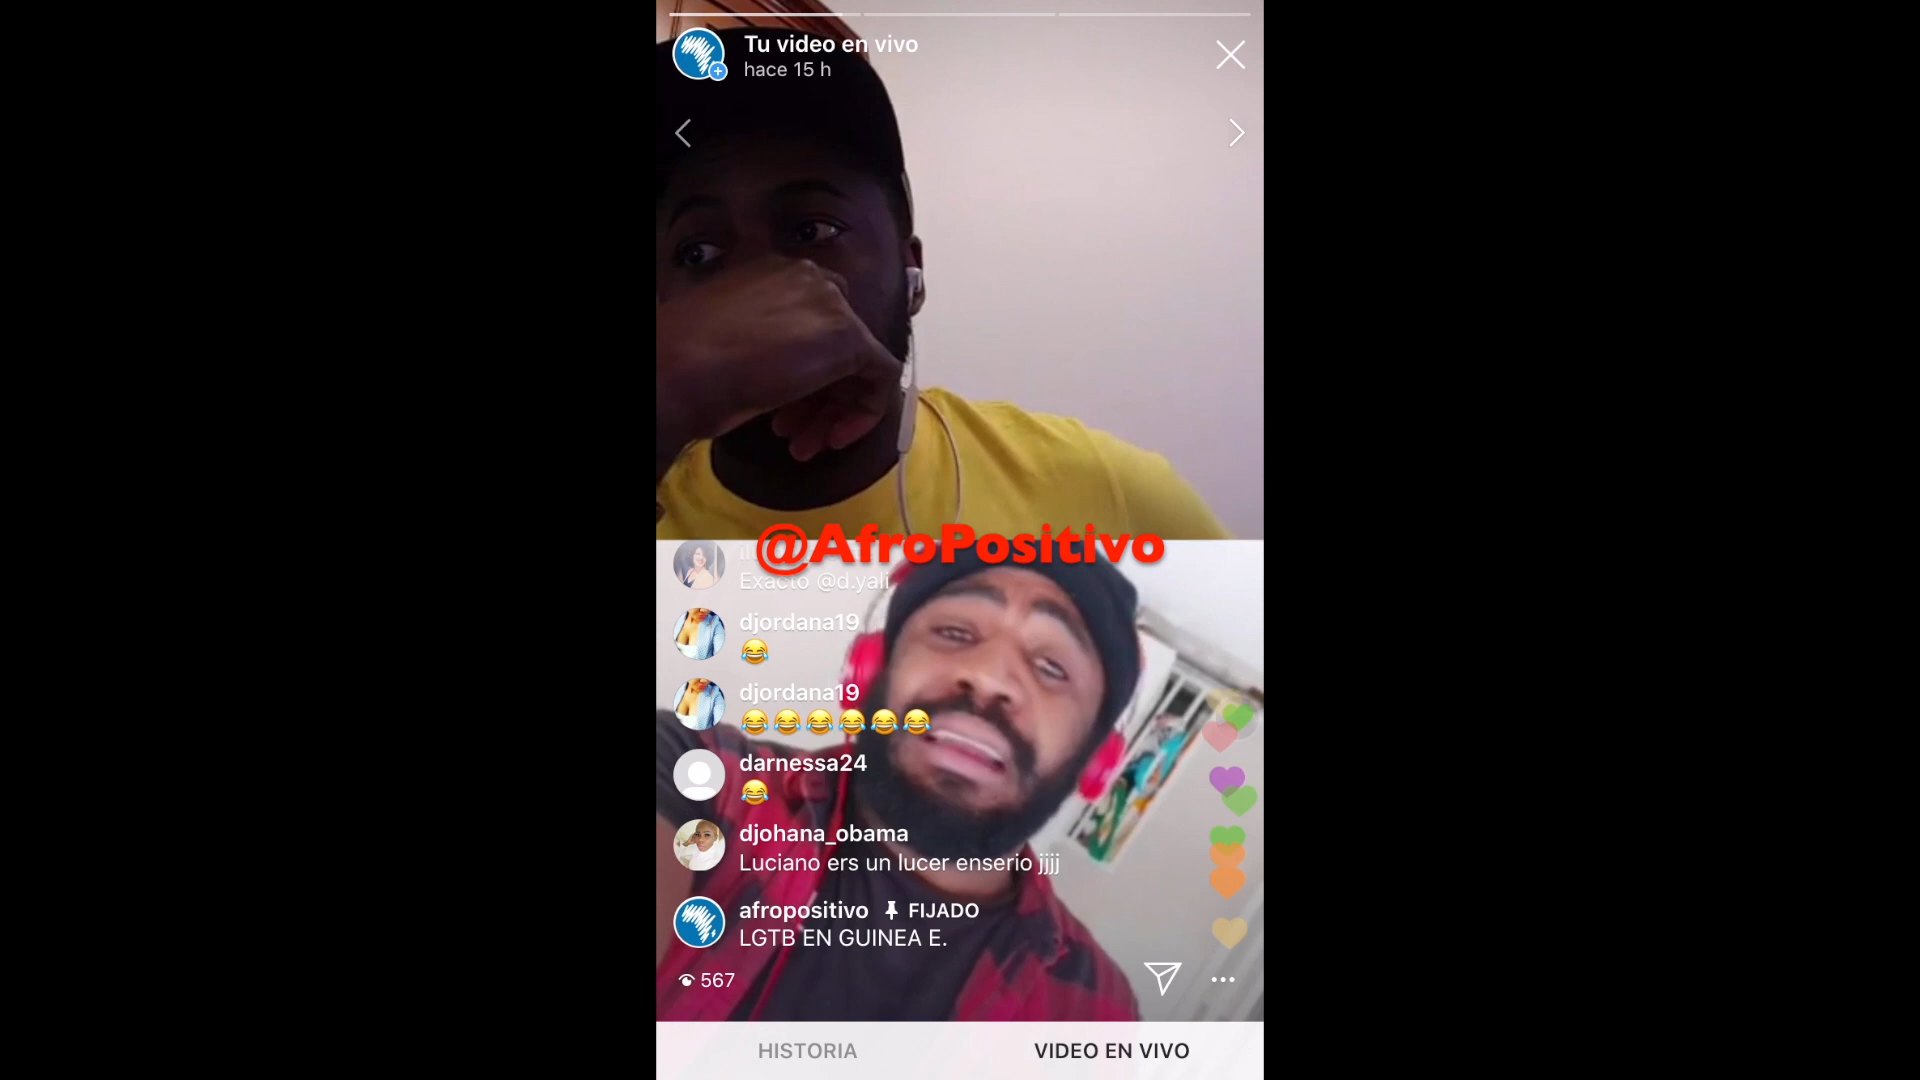 Tu video en vivo
hace 15 h
@AfroPositivo
Exacto @d.yali
djordana19
😂
djordana19
😂😂😂😂😂😂
darnessa24
😂
djohana_obama
Luciano ers un lucer enserio jjjj
afropositivo FIJADO
LGTB EN GUINEA E.
567
HISTORIA
VIDEO EN VIVO